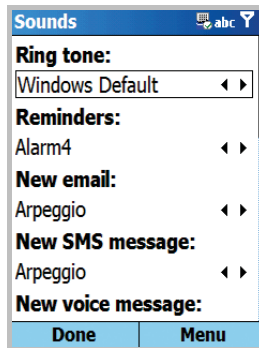 Sounds abc
Ring tone:
Windows Default
Reminders:
Alarm4
New email:
Arpeggio
New SMS message:
Arpeggio
New voice message:
Done Menu